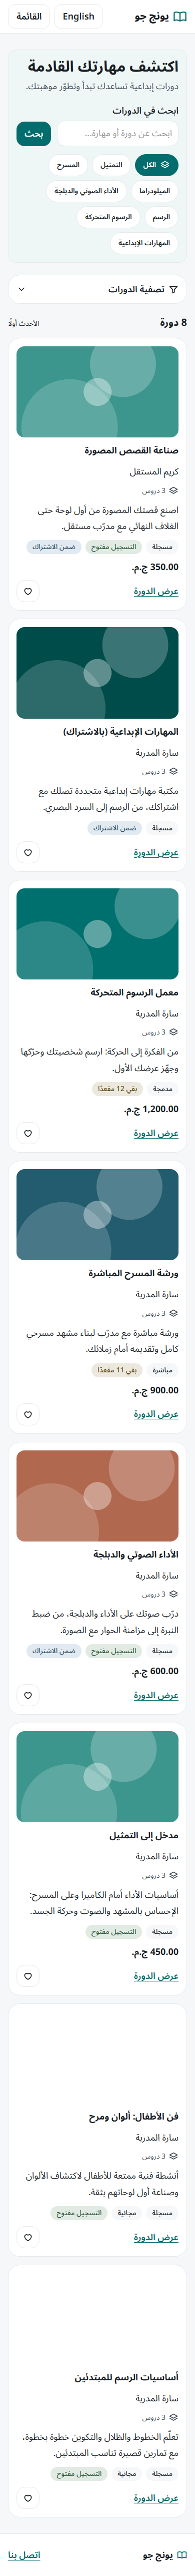 يونج جو
English
القائمة
اكتشف مهارتك القادمة
دورات إبداعية تساعدك تبدأ وتطوّر موهبتك.
ابحث في الدورات
ابحث عن دورة أو مهارة...
بحث
الكل
التمثيل
المسرح
الميلودراما
الأداء الصوتي والدبلجة
الرسم
الرسوم المتحركة
المهارات الإبداعية
تصفية الدورات
8 دورة
الأحدث أولًا
صناعة القصص المصورة
كريم المستقل
3 دروس
اصنع قصتك المصورة من أول لوحة حتى
الغلاف النهائي مع مدرّب مستقل.
مسجلة
التسجيل مفتوح
ضمن الاشتراك
350.00 ج.م.
عرض الدورة
المهارات الإبداعية (بالاشتراك)
سارة المدربة
3 دروس
مكتبة مهارات إبداعية متجددة تصلك مع
اشتراكك، من الرسم إلى السرد البصري.
مسجلة
ضمن الاشتراك
عرض الدورة
معمل الرسوم المتحركة
سارة المدربة
3 دروس
من الفكرة إلى الحركة: ارسم شخصيتك وحرّكها
وجهّز عرضك الأول.
مدمجة
بقي 12 مقعدًا
1,200.00 ج.م.
عرض الدورة
ورشة المسرح المباشرة
سارة المدربة
3 دروس
ورشة مباشرة مع مدرّب لبناء مشهد مسرحي
كامل وتقديمه أمام زملائك.
مباشرة
بقي 11 مقعدًا
900.00 ج.م.
عرض الدورة
الأداء الصوتي والدبلجة
سارة المدربة
3 دروس
درّب صوتك على الأداء والدبلجة، من ضبط
النبرة إلى مزامنة الحوار مع الصورة.
مسجلة
التسجيل مفتوح
ضمن الاشتراك
600.00 ج.م.
عرض الدورة
مدخل إلى التمثيل
سارة المدربة
3 دروس
أساسيات الأداء أمام الكاميرا وعلى المسرح:
الإحساس بالمشهد والصوت وحركة الجسد.
مسجلة
التسجيل مفتوح
450.00 ج.م.
عرض الدورة
فن الأطفال: ألوان ومرح
سارة المدربة
3 دروس
أنشطة فنية ممتعة للأطفال لاكتشاف الألوان
وصناعة أول لوحاتهم بثقة.
مسجلة
مجانية
التسجيل مفتوح
عرض الدورة
أساسيات الرسم للمبتدئين
سارة المدربة
3 دروس
تعلّم الخطوط والظلال والتكوين خطوة بخطوة،
مع تمارين قصيرة تناسب المبتدئين.
مسجلة
مجانية
التسجيل مفتوح
عرض الدورة
يونج جو
اتصل بنا